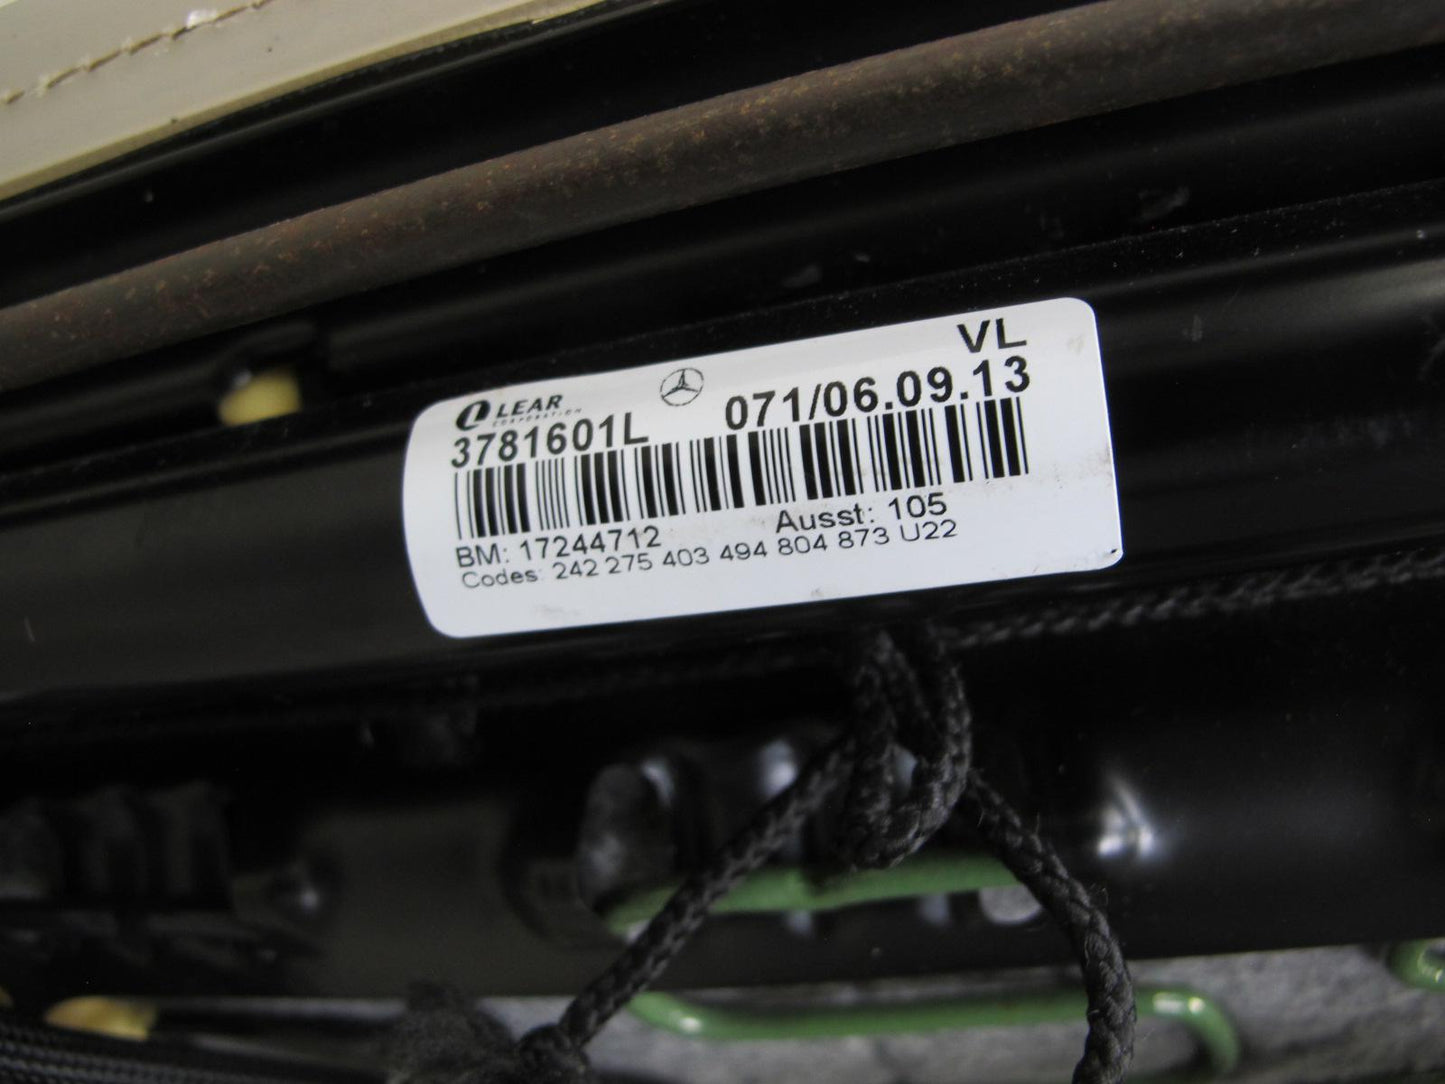 VL
LEAR
CORPORATION
071/06.09.13
3781601L
BM: 17244712 Ausst: 105
Codes: 242 275 403 494 804 873 U22